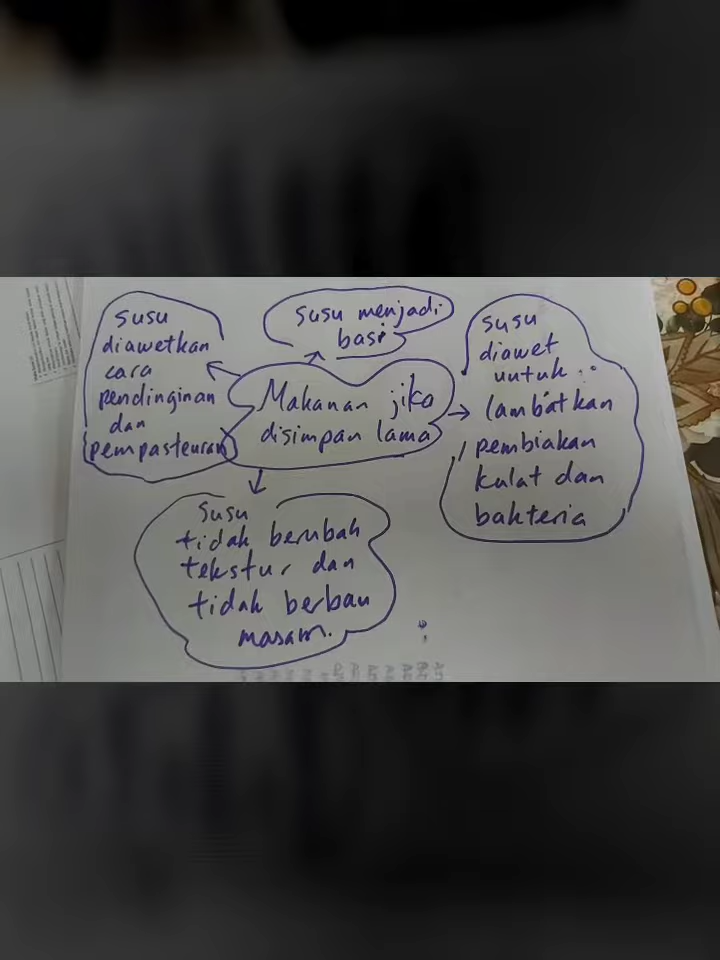 susu menjadi
basi
susu
diawetkan
cara
pendinginan
dan
pempasteuran
Makanan jika
disimpan lama
susu
diawet
untuk
lambatkan
pembiakan
kulat dan
bakteria
susu
tidak berubah
tekstur dan
tidak berbau
masam.